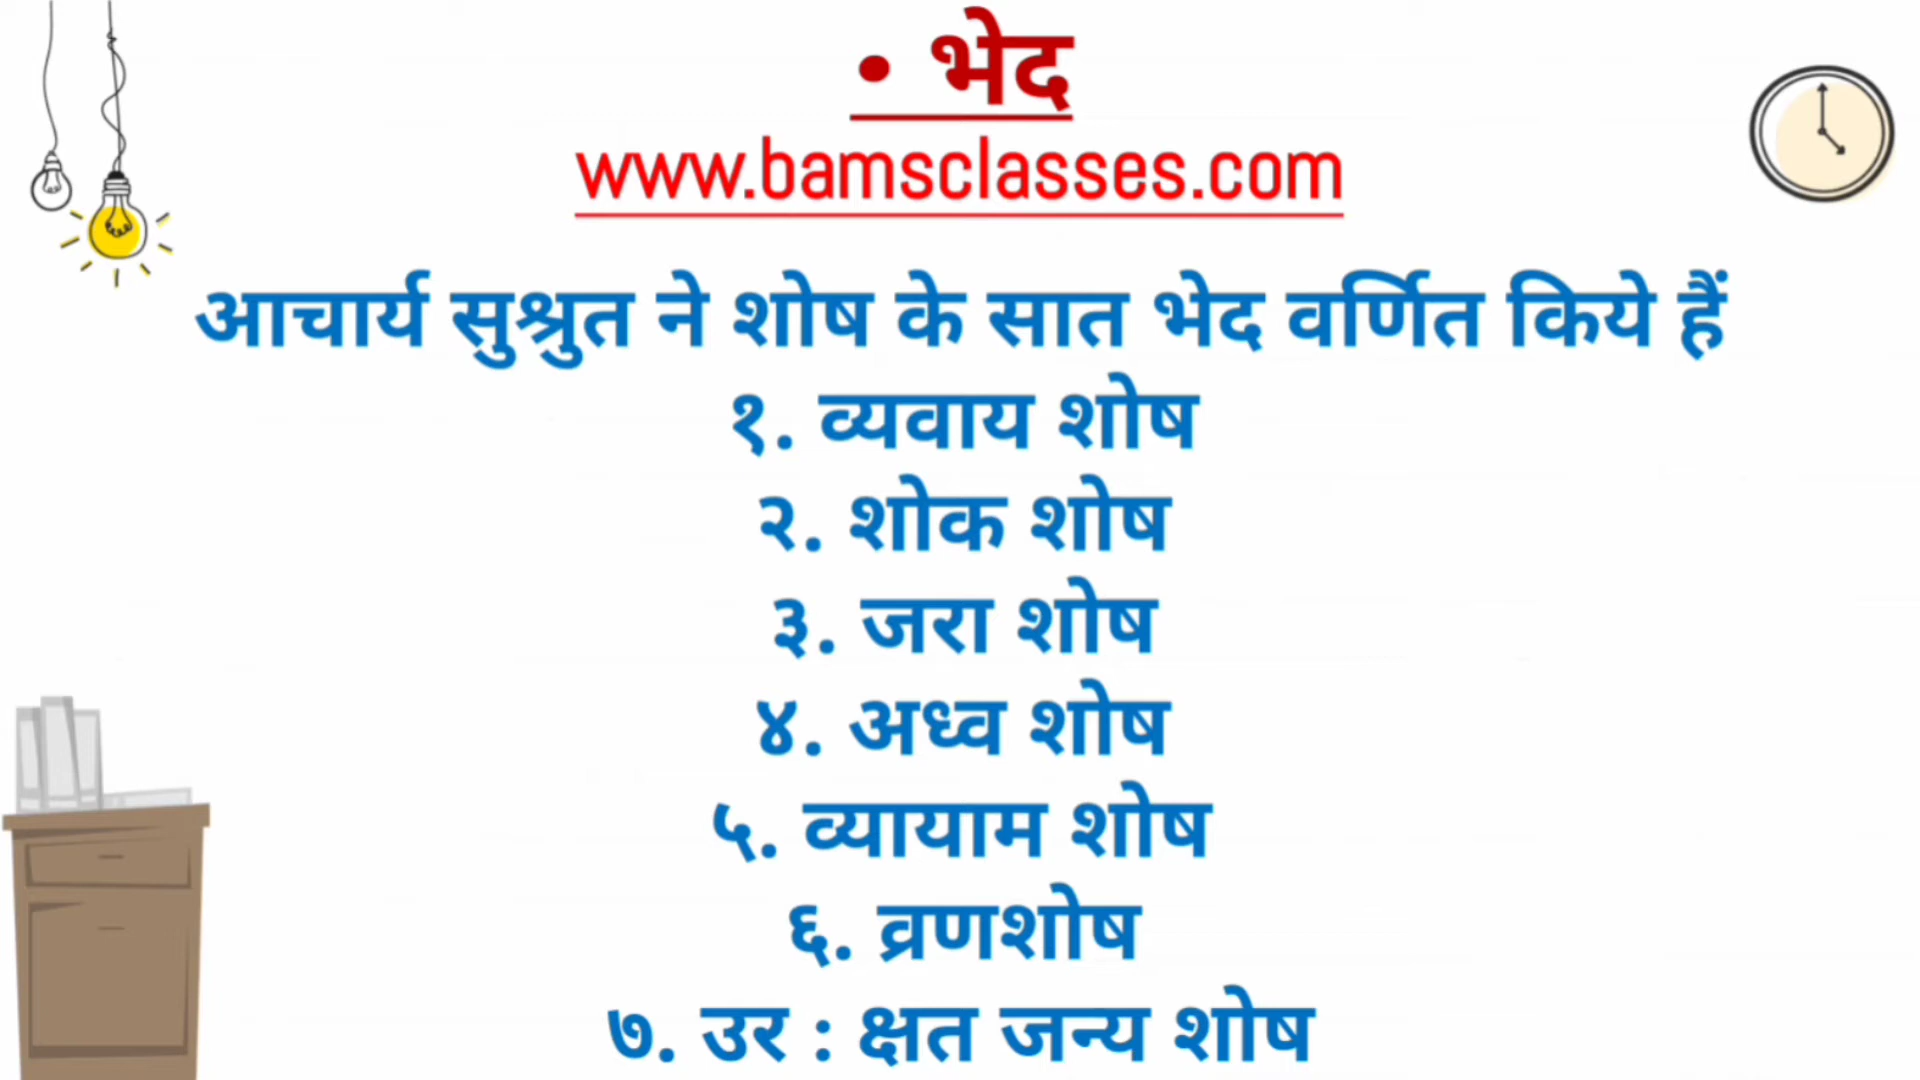 • भेद
www.bamsclasses.com
आचार्य सुश्रुत ने शोष के सात भेद वर्णित किये हैं
१. व्यवाय शोष
२. शोक शोष
३. जरा शोष
४. अध्व शोष
५. व्यायाम शोष
६. व्रणशोष
७. उर : क्षत जन्य शोष